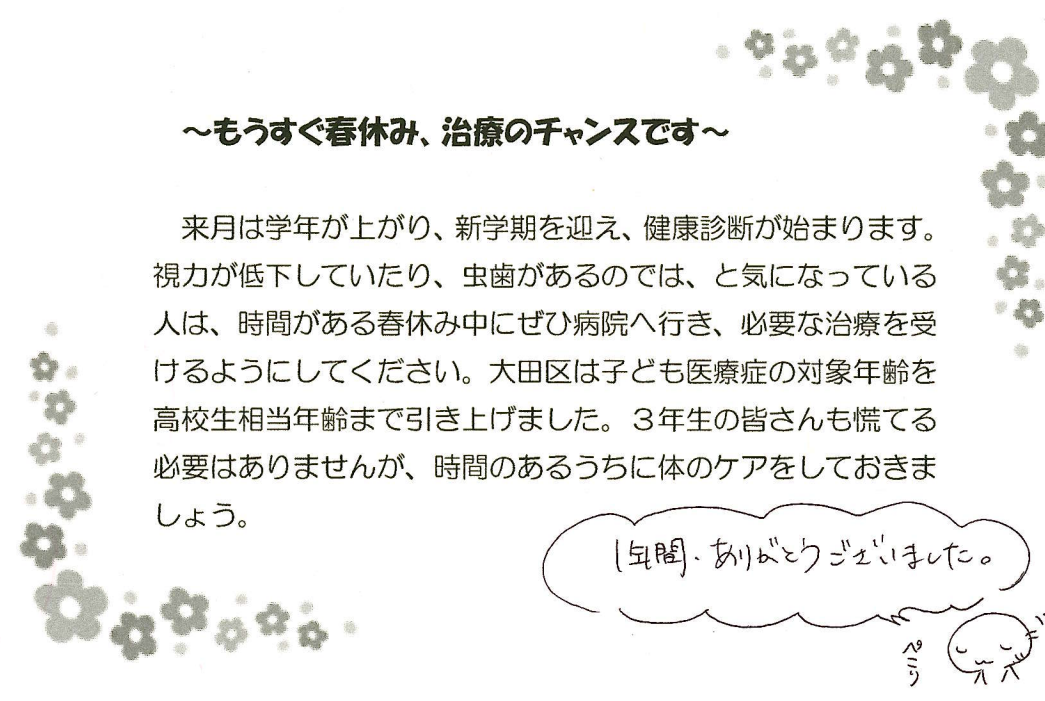 ～もうすぐ春休み、治療のチャンスです～
来月は学年が上がり、新学期を迎え、健康診断が始まります。
視力が低下していたり、虫歯があるのでは、と気になっている
人は、時間がある春休み中にぜひ病院へ行き、必要な治療を受
けるようにしてください。大田区は子ども医療症の対象年齢を
高校生相当年齢まで引き上げました。３年生の皆さんも慌てる
必要はありませんが、時間のあるうちに体のケアをしておきま
しょう。
1年間、ありがとうございました。
ペこり